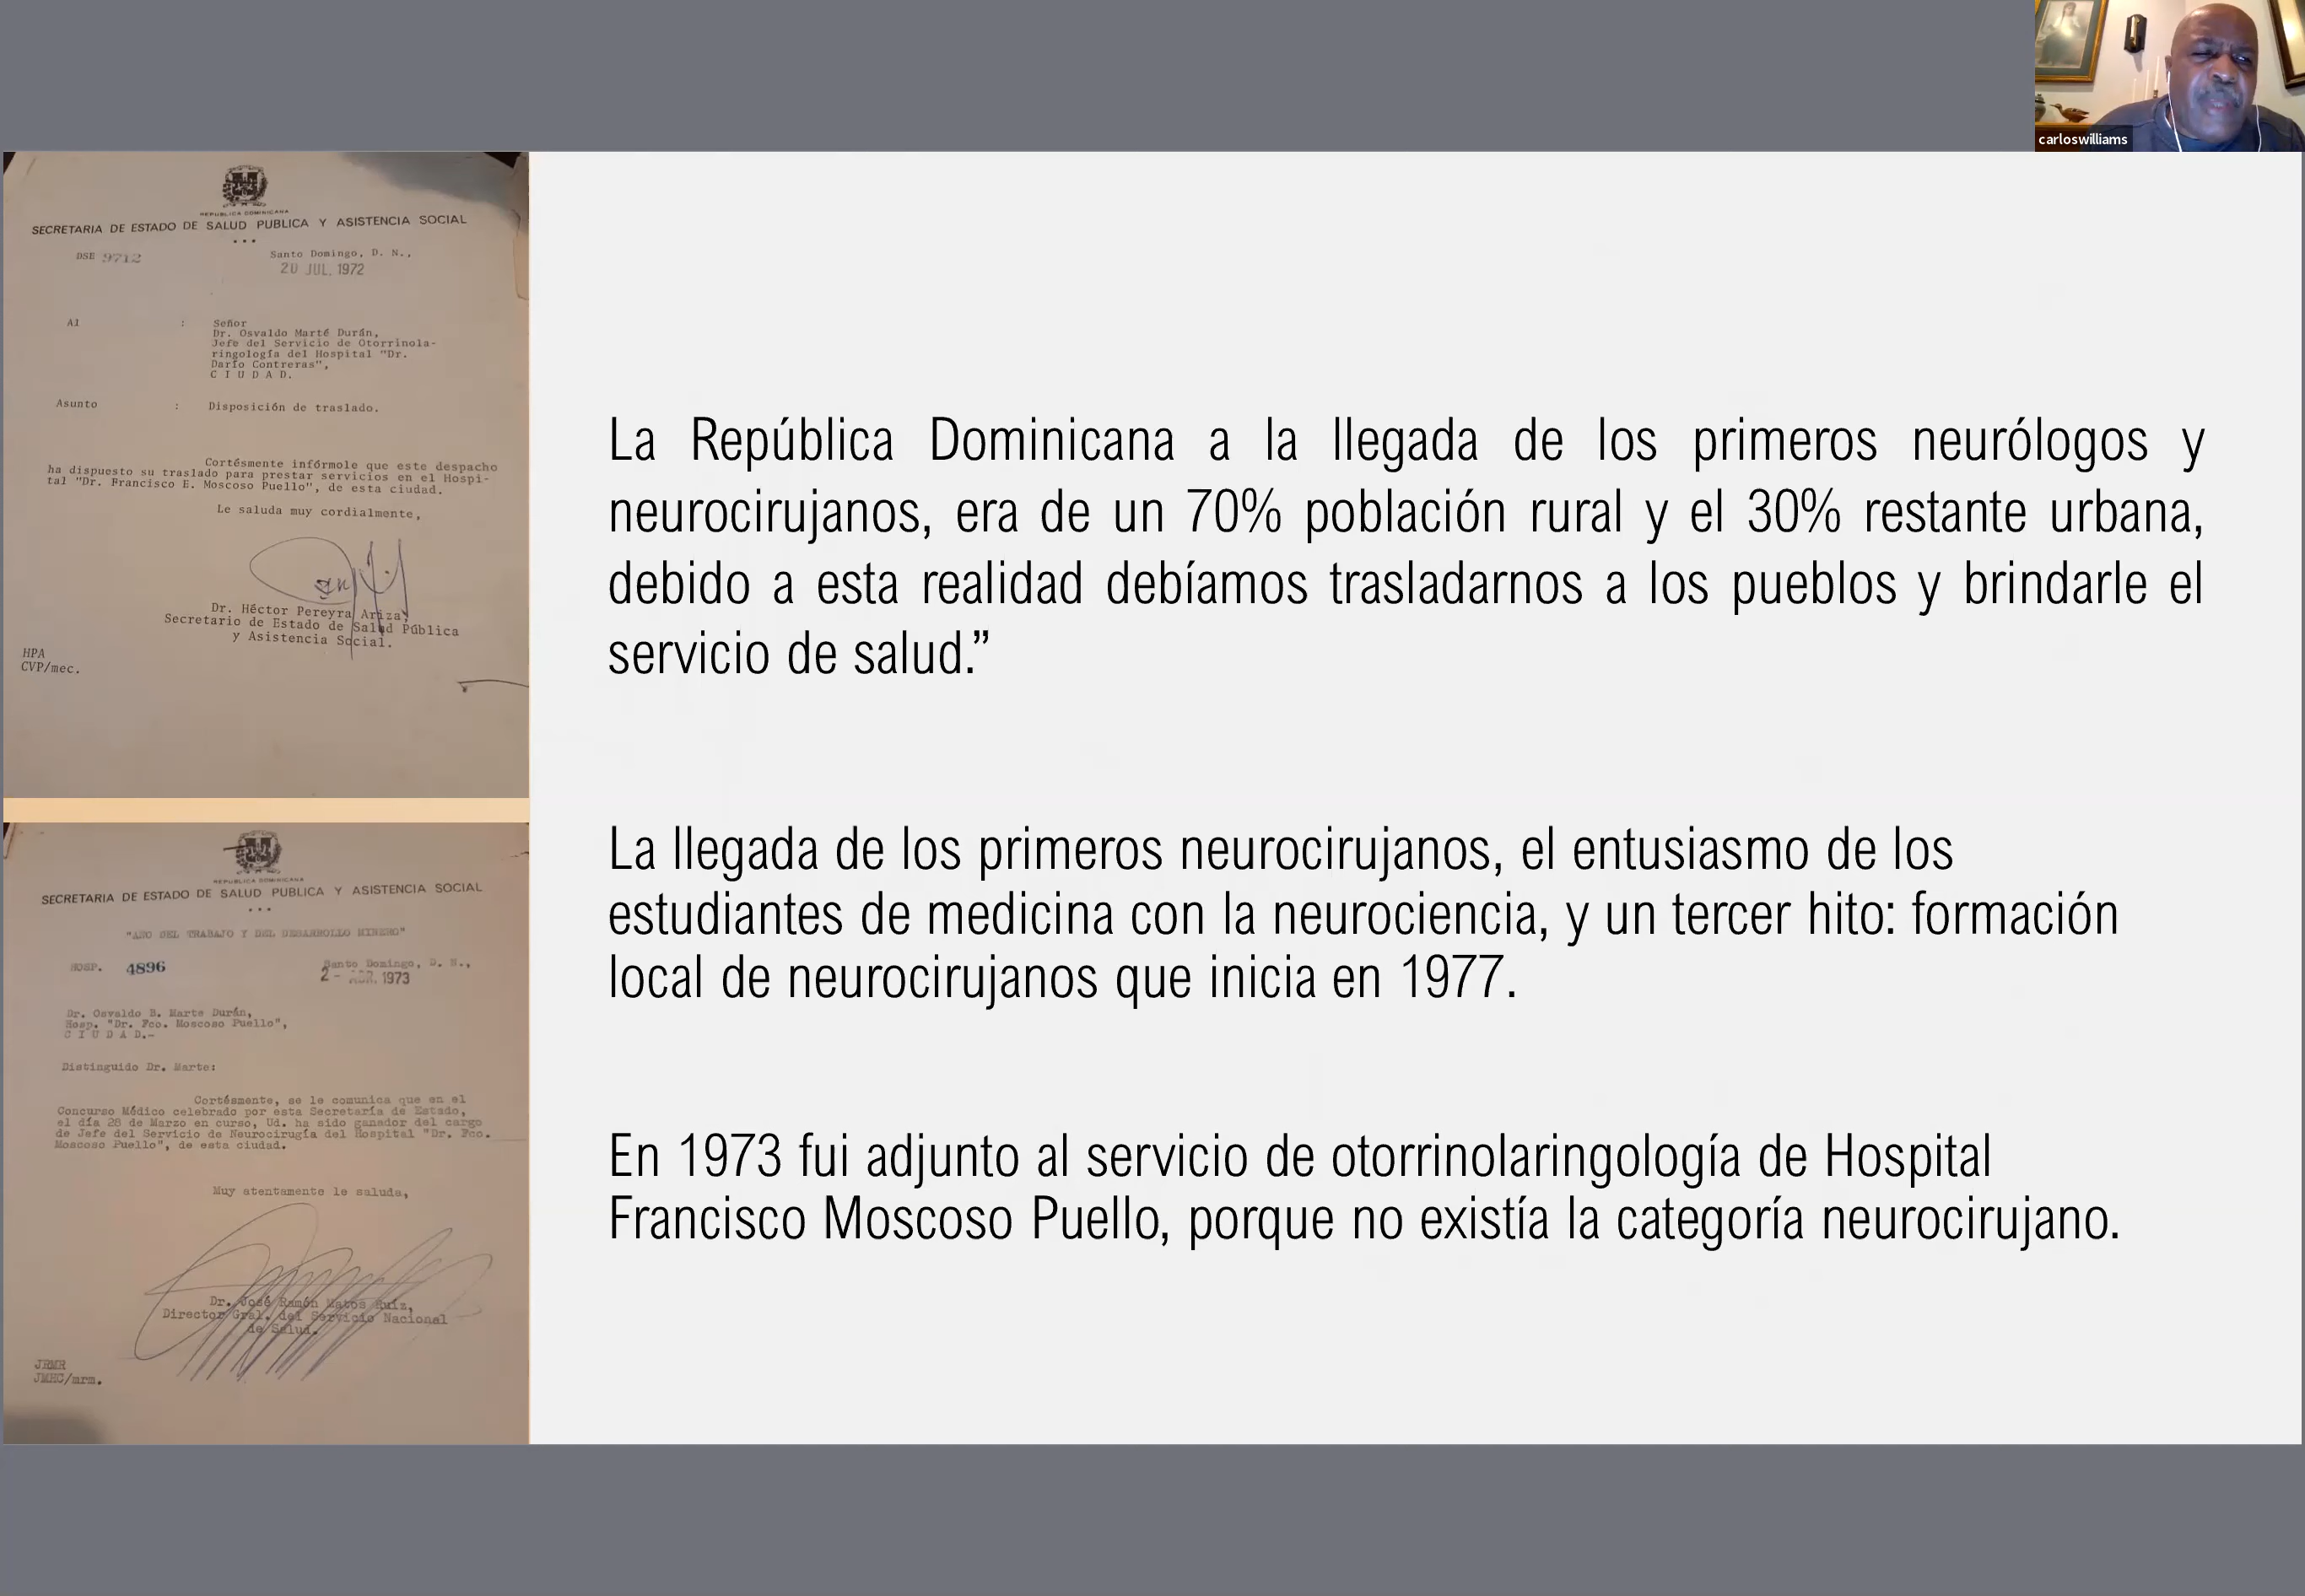 carloswilliams
REPUBLICA DOMINICANA
SECRETARIA DE ESTADO DE SALUD PUBLICA Y ASISTENCIA SOCIAL
DSE 9712
Santo Domingo, D. N.,
20 JUL. 1972
Al : Señor
Dr. Osvaldo Marté Durán,
Jefe del Servicio de Otorrinola-
ringología del Hospital "Dr.
Darío Contreras",
C I U D A D.
Asunto : Disposición de traslado.
Cortésmente infórmole que este despacho
ha dispuesto su traslado para prestar servicios en el Hospi-
tal "Dr. Francisco E. Moscoso Puello", de esta ciudad.
Le saluda muy cordialmente,
Dr. Héctor Pereyra Ariza,
Secretario de Estado de Salud Pública
y Asistencia Social.
HPA
CVP/mec.
REPUBLICA DOMINICANA
SECRETARIA DE ESTADO DE SALUD PUBLICA Y ASISTENCIA SOCIAL
"AÑO DEL TRABAJO Y DEL DESARROLLO MINERO"
HOSP. 4896
Santo Domingo, D. N.,
2 - ABR. 1973
Dr. Osvaldo B. Marte Durán,
Hosp. "Dr. Fco. Moscoso Puello",
C I U D A D.-
Distinguido Dr. Marte:
Cortésmente, se le comunica que en el
Concurso Médico celebrado por esta Secretaría de Estado,
el día 28 de Marzo en curso, Ud. ha sido ganador del cargo
de Jefe del Servicio de Neurocirugía del Hospital "Dr. Fco.
Moscoso Puello", de esta ciudad.
Muy atentamente le saluda,
Dr. José Ramón Matos Ruiz,
Director Gral. del Servicio Nacional
de Salud.
JRMR
JMHC/mrm.
La República Dominicana a la llegada de los primeros neurólogos y
neurocirujanos, era de un 70% población rural y el 30% restante urbana,
debido a esta realidad debíamos trasladarnos a los pueblos y brindarle el
servicio de salud.”
La llegada de los primeros neurocirujanos, el entusiasmo de los
estudiantes de medicina con la neurociencia, y un tercer hito: formación
local de neurocirujanos que inicia en 1977.
En 1973 fui adjunto al servicio de otorrinolaringología de Hospital
Francisco Moscoso Puello, porque no existía la categoría neurocirujano.